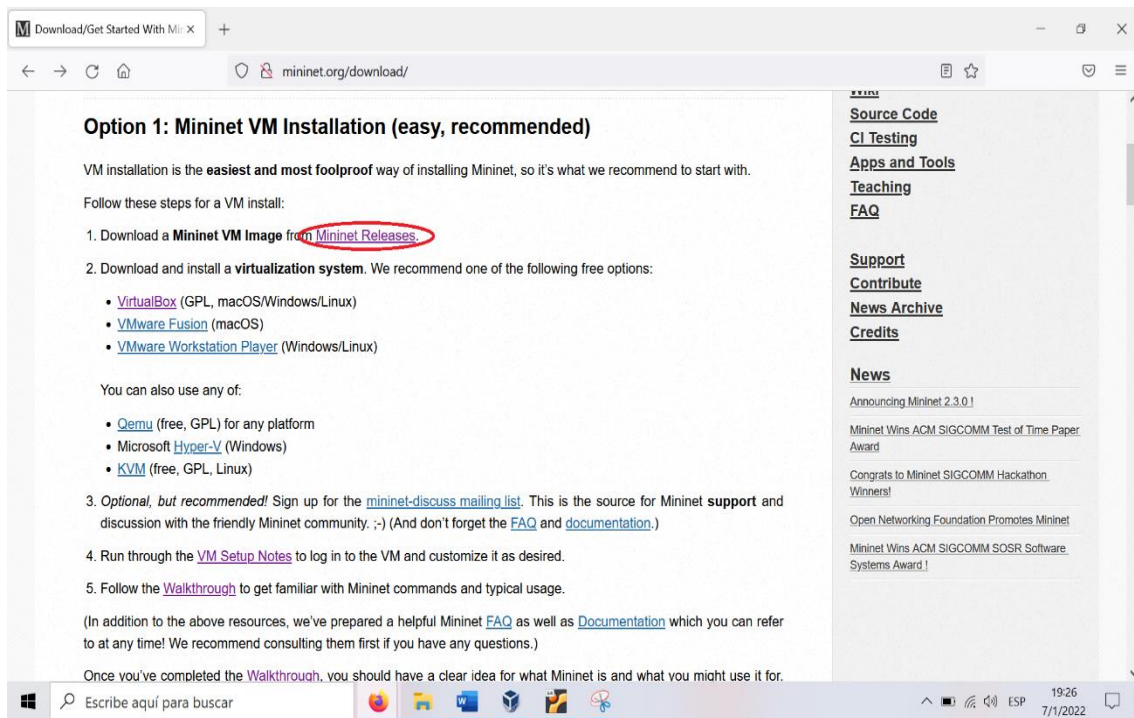 Download/Get Started With Min
mininet.org/download/
Option 1: Mininet VM Installation (easy, recommended)
VM installation is the easiest and most foolproof way of installing Mininet, so it's what we recommend to start with.
Follow these steps for a VM install:
1. Download a Mininet VM Image from Mininet Releases.
2. Download and install a virtualization system. We recommend one of the following free options:
• VirtualBox (GPL, macOS/Windows/Linux)
• VMware Fusion (macOS)
• VMware Workstation Player (Windows/Linux)
You can also use any of:
• Qemu (free, GPL) for any platform
• Microsoft Hyper-V (Windows)
• KVM (free, GPL, Linux)
3. Optional, but recommended! Sign up for the mininet-discuss mailing list. This is the source for Mininet support and
discussion with the friendly Mininet community. ;-) (And don't forget the FAQ and documentation.)
4. Run through the VM Setup Notes to log in to the VM and customize it as desired.
5. Follow the Walkthrough to get familiar with Mininet commands and typical usage.
(In addition to the above resources, we've prepared a helpful Mininet FAQ as well as Documentation which you can refer
to at any time! We recommend consulting them first if you have any questions.)
Once you've completed the Walkthrough, you should have a clear idea for what Mininet is and what you might use it for.
Wiki
Source Code
CI Testing
Apps and Tools
Teaching
FAQ
Support
Contribute
News Archive
Credits
News
Announcing Mininet 2.3.0 !
Mininet Wins ACM SIGCOMM Test of Time Paper
Award
Congrats to Mininet SIGCOMM Hackathon
Winners!
Open Networking Foundation Promotes Mininet
Mininet Wins ACM SIGCOMM SOSR Software
Systems Award !
Escribe aquí para buscar
ESP
19:26
7/1/2022